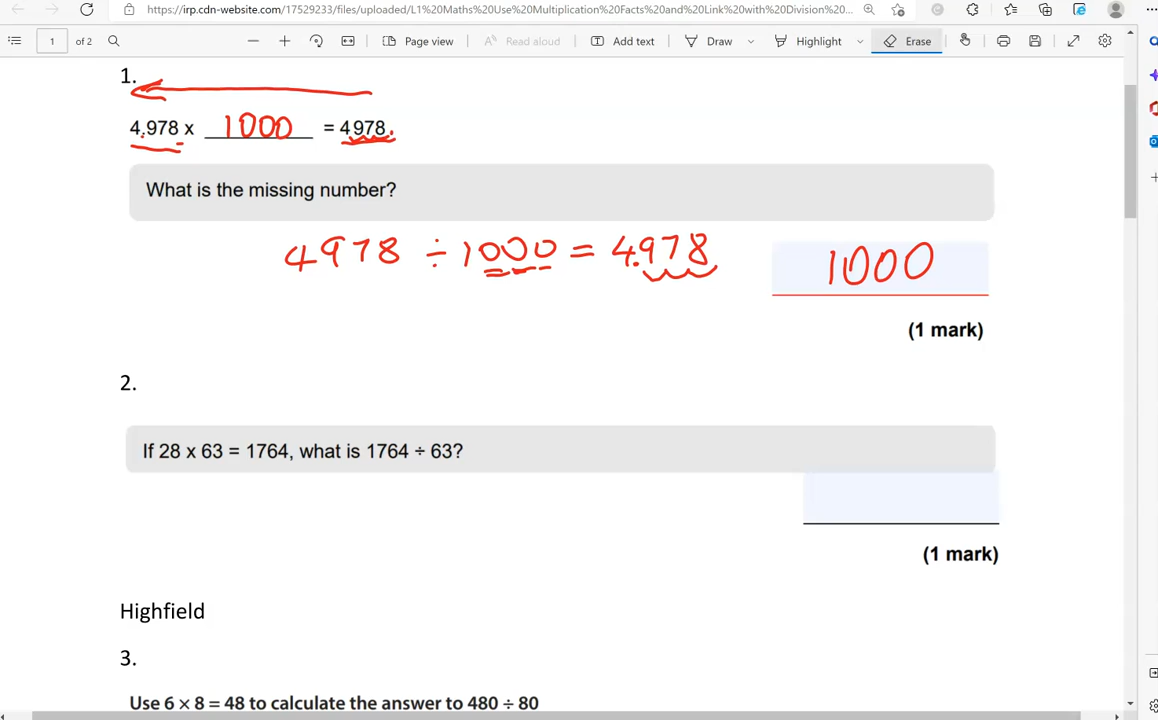 https://irp.cdn-website.com/17529233/files/uploaded/L1%20Maths%20Use%20Multiplication%20Facts%20and%20Link%20with%20Division%20...
1 of 2 Page view Read aloud Add text Draw Highlight Erase
1.
4.978 x 1000 = 4978.
What is the missing number?
4978 ÷ 1000 = 4.978
1000
(1 mark)
2.
If 28 x 63 = 1764, what is 1764 ÷ 63?
(1 mark)
Highfield
3.
Use 6 × 8 = 48 to calculate the answer to 480 ÷ 80